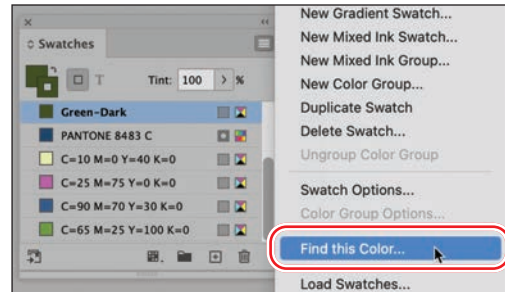 Swatches
T Tint: 100 > %
Green-Dark
PANTONE 8483 C
C=10 M=0 Y=40 K=0
C=25 M=75 Y=0 K=0
C=90 M=70 Y=30 K=0
C=65 M=25 Y=100 K=0
New Gradient Swatch...
New Mixed Ink Swatch...
New Mixed Ink Group...
New Color Group...
Duplicate Swatch
Delete Swatch...
Ungroup Color Group
Swatch Options...
Color Group Options...
Find this Color...
Load Swatches...